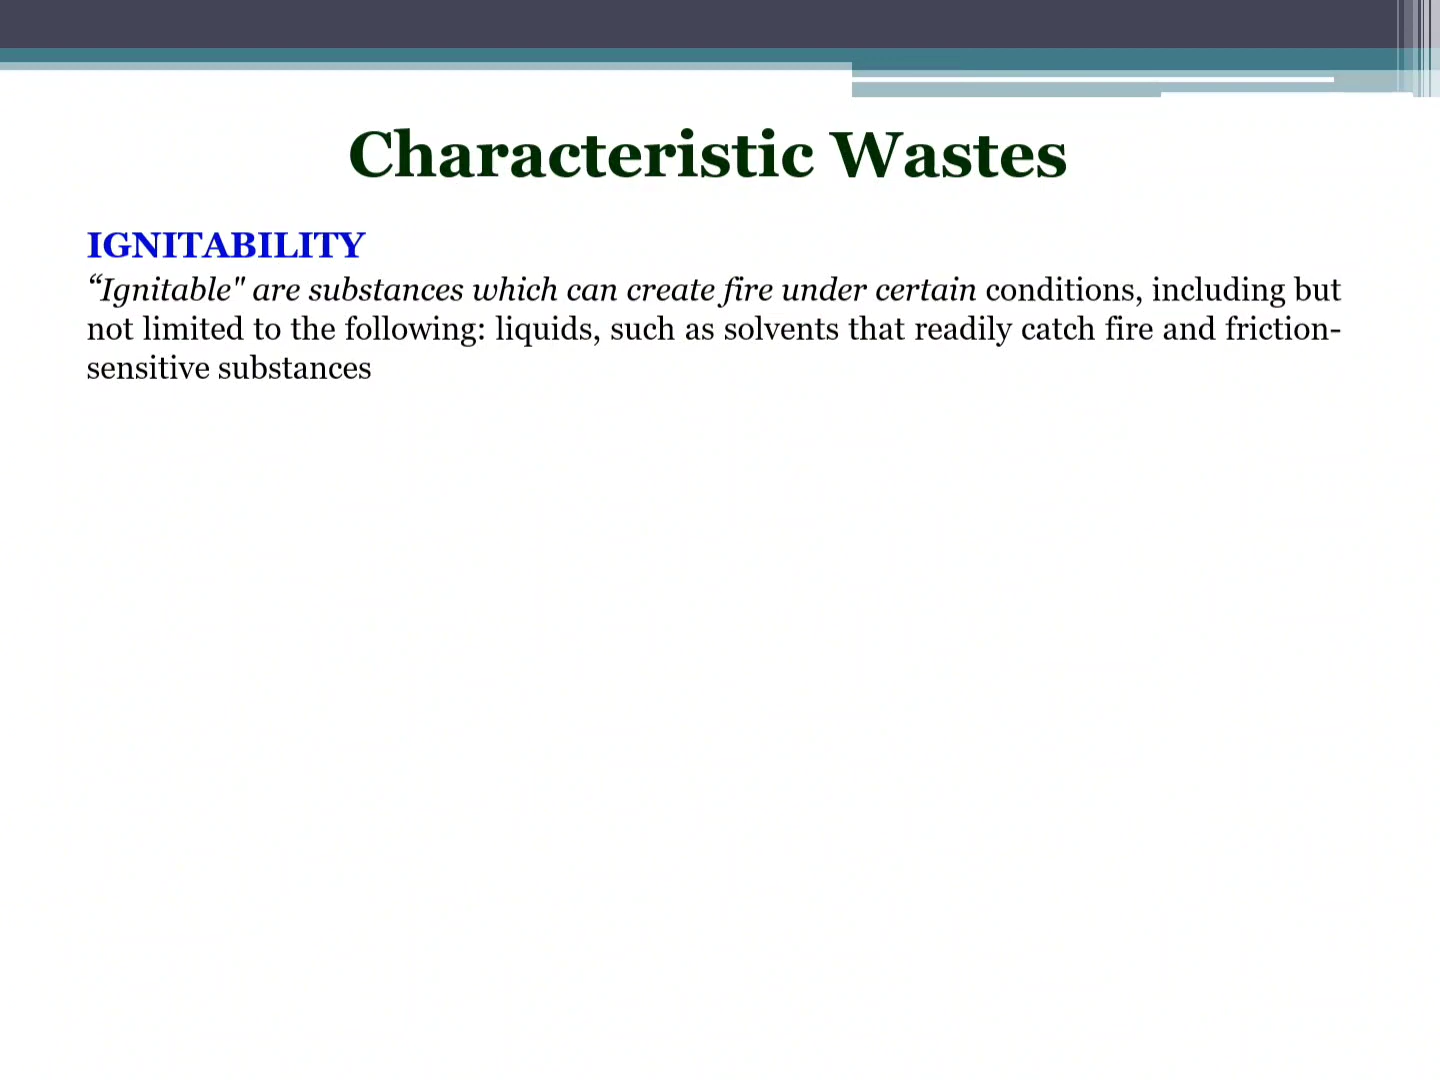 Characteristic Wastes
IGNITABILITY
“Ignitable" are substances which can create fire under certain conditions, including but
not limited to the following: liquids, such as solvents that readily catch fire and friction-
sensitive substances